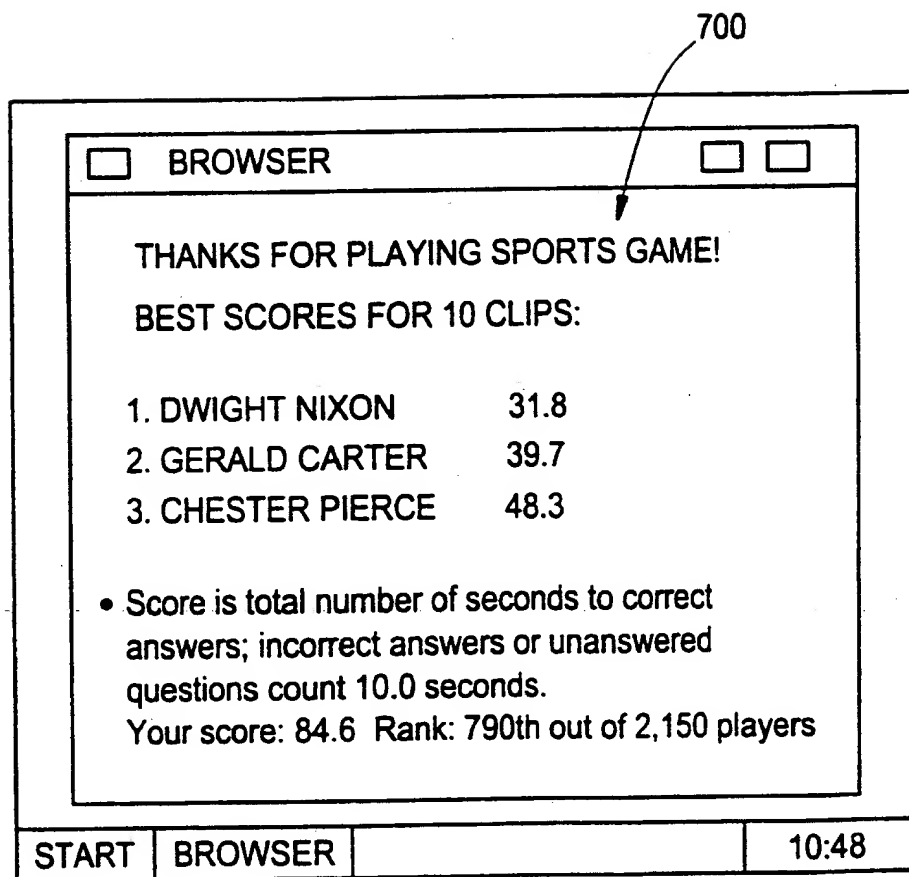 700
BROWSER
THANKS FOR PLAYING SPORTS GAME!
BEST SCORES FOR 10 CLIPS:
1. DWIGHT NIXON 31.8
2. GERALD CARTER 39.7
3. CHESTER PIERCE 48.3
• Score is total number of seconds to correct
answers; incorrect answers or unanswered
questions count 10.0 seconds.
Your score: 84.6 Rank: 790th out of 2,150 players
START BROWSER 10:48